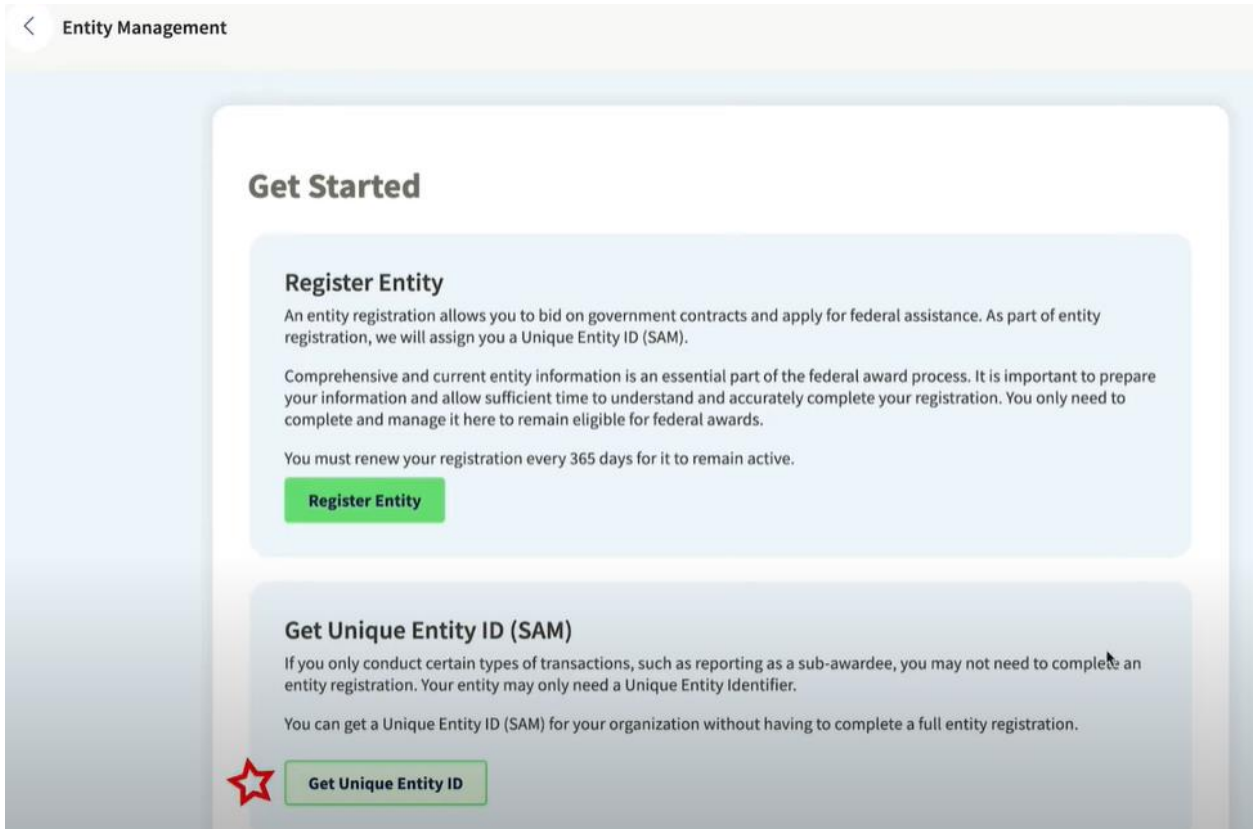 Entity Management
Get Started
Register Entity
An entity registration allows you to bid on government contracts and apply for federal assistance. As part of entity
registration, we will assign you a Unique Entity ID (SAM).
Comprehensive and current entity information is an essential part of the federal award process. It is important to prepare
your information and allow sufficient time to understand and accurately complete your registration. You only need to
complete and manage it here to remain eligible for federal awards.
You must renew your registration every 365 days for it to remain active.
Register Entity
Get Unique Entity ID (SAM)
If you only conduct certain types of transactions, such as reporting as a sub-awardee, you may not need to complete an
entity registration. Your entity may only need a Unique Entity Identifier.
You can get a Unique Entity ID (SAM) for your organization without having to complete a full entity registration.
Get Unique Entity ID